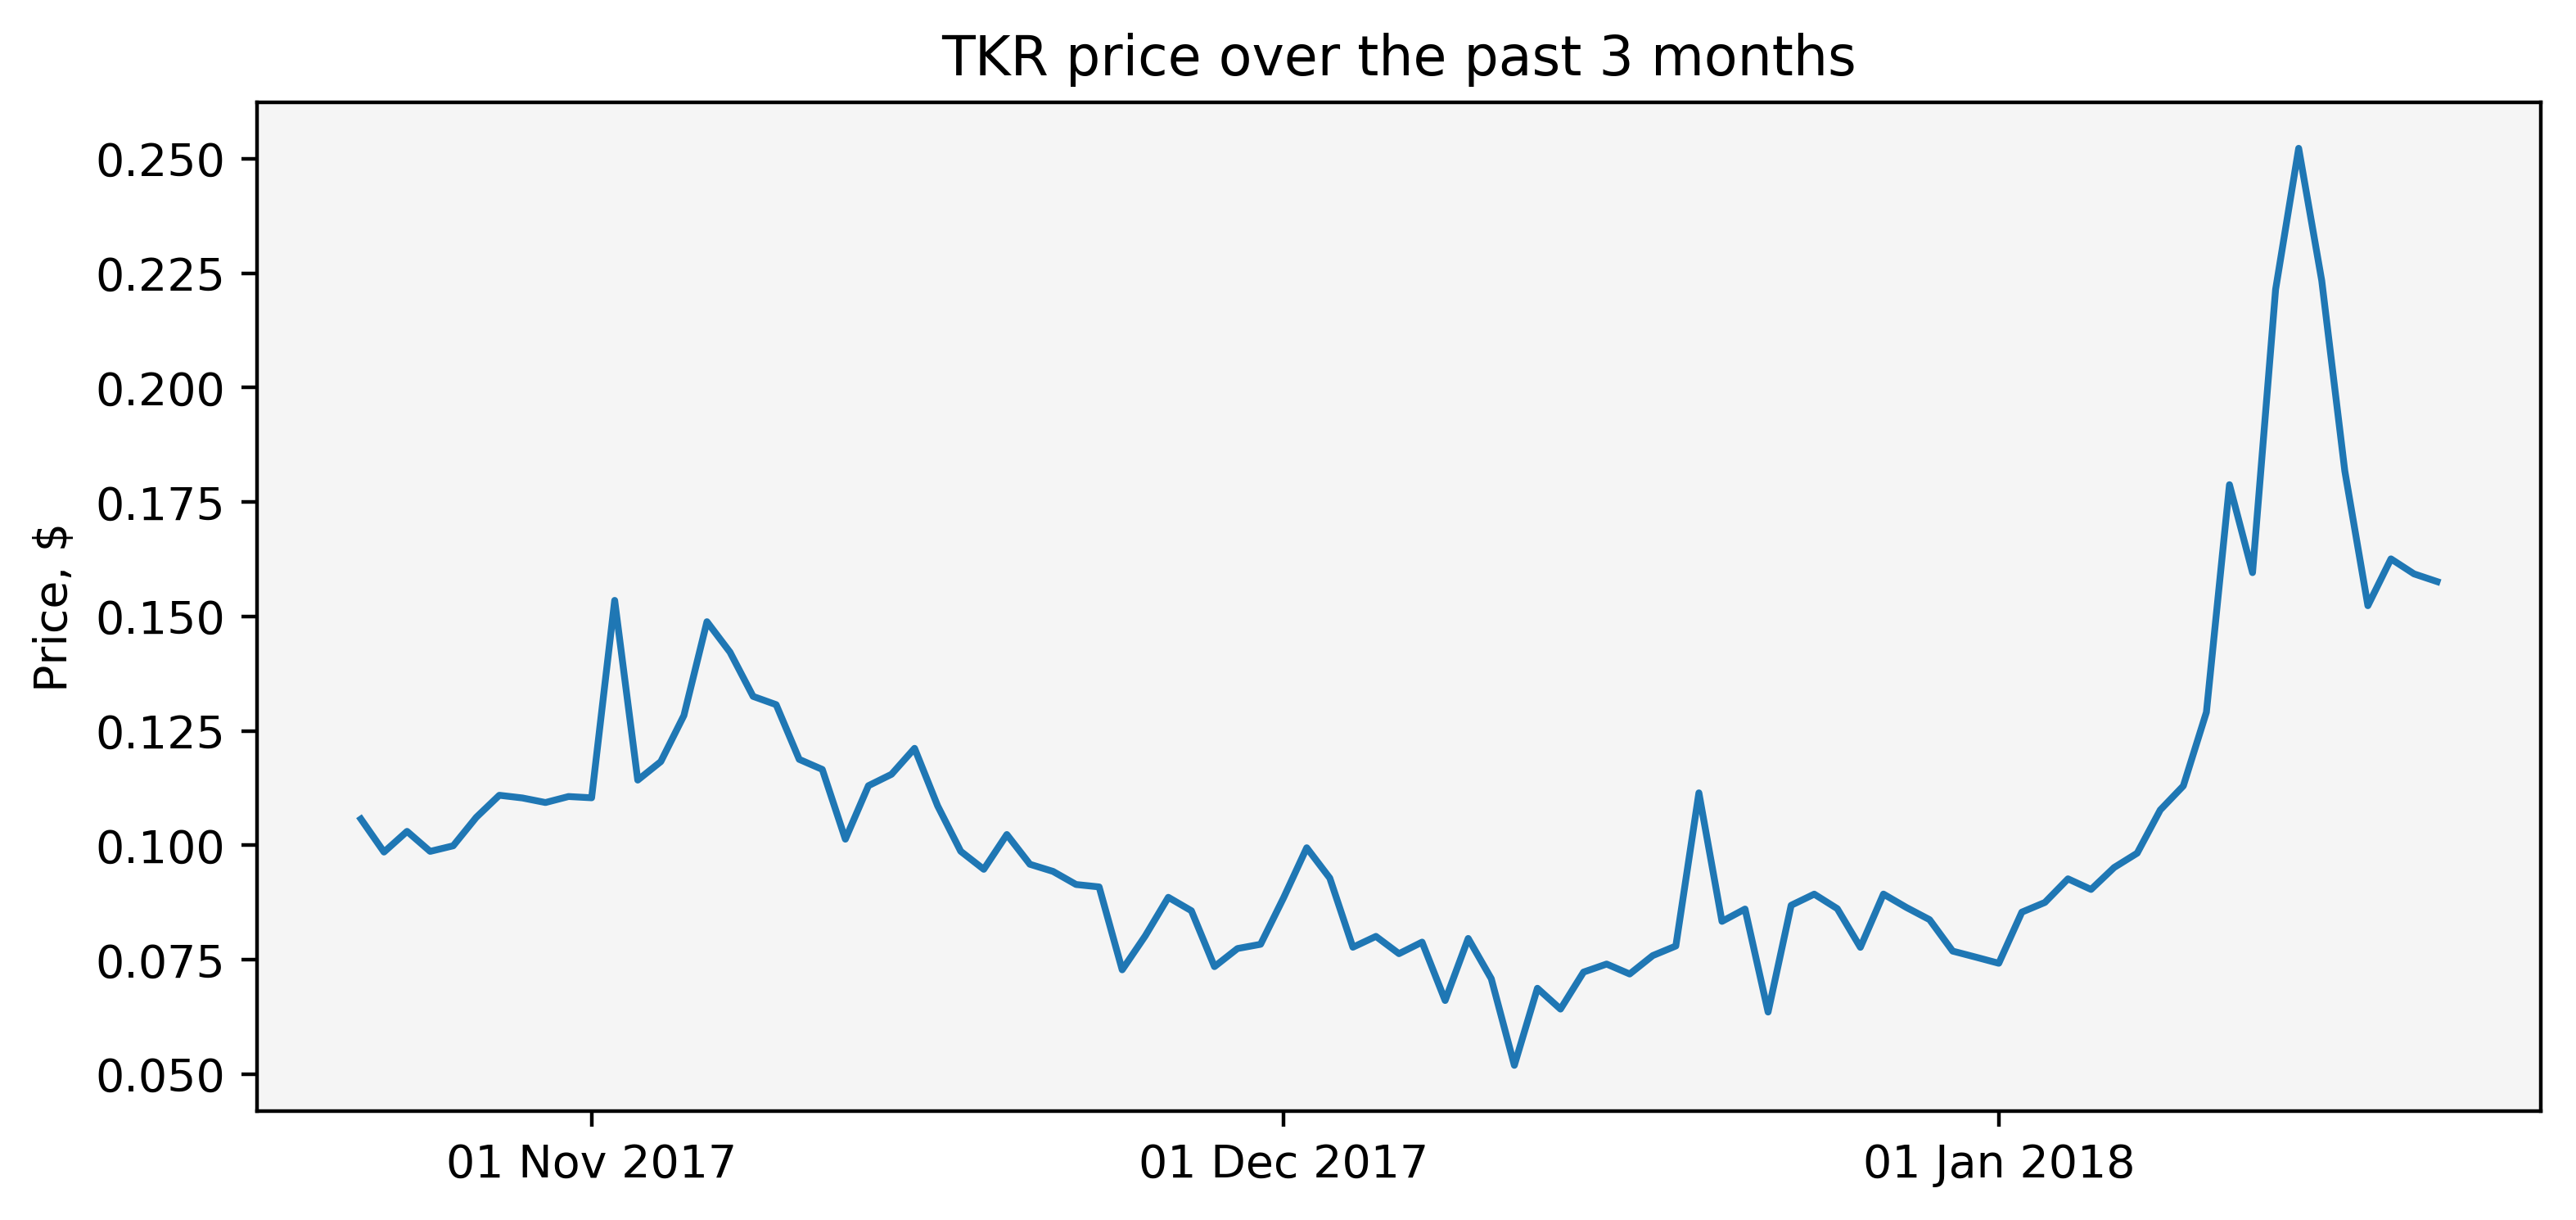 TKR price over the past 3 months
Price, $
0.250
0.225
0.200
0.175
0.150
0.125
0.100
0.075
0.050
01 Nov 2017
01 Dec 2017
01 Jan 2018